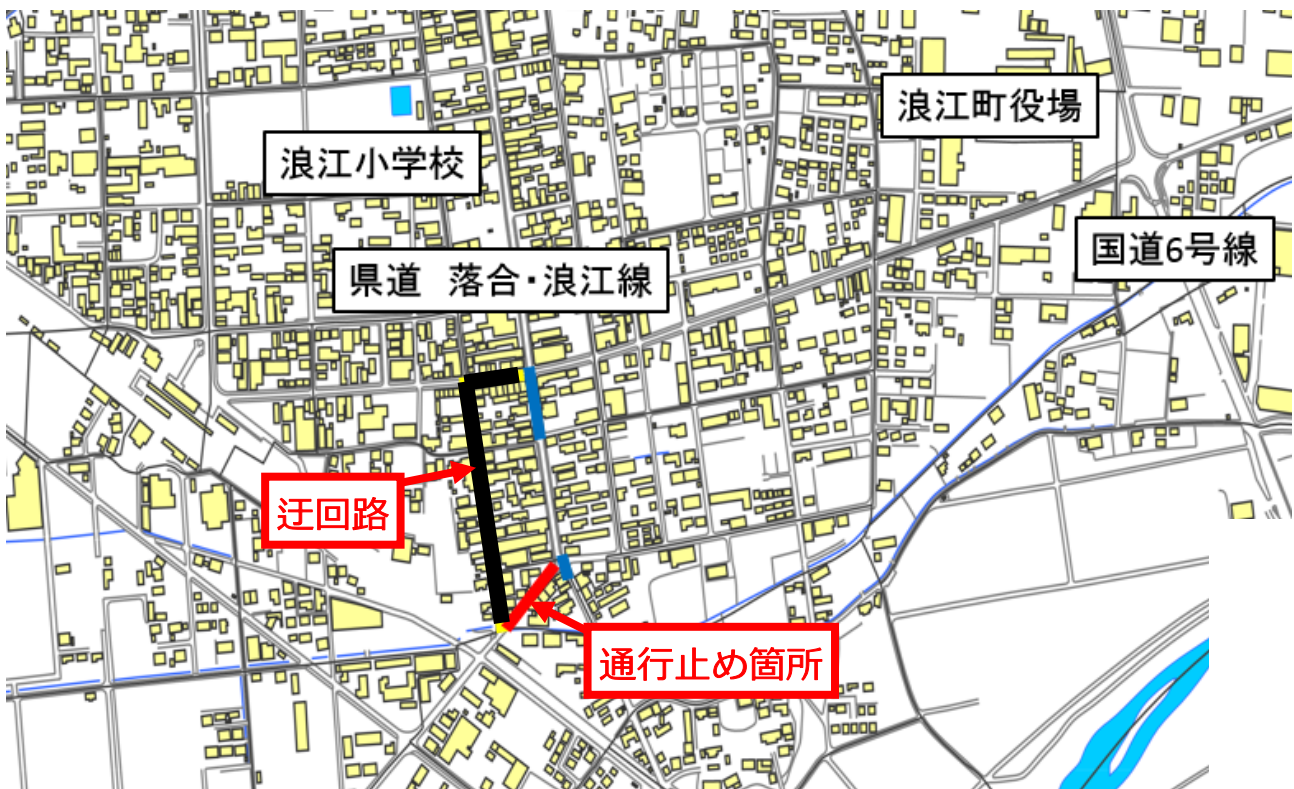 浪江町役場
浪江小学校
国道6号線
県道　落合・浪江線
迂回路
通行止め箇所